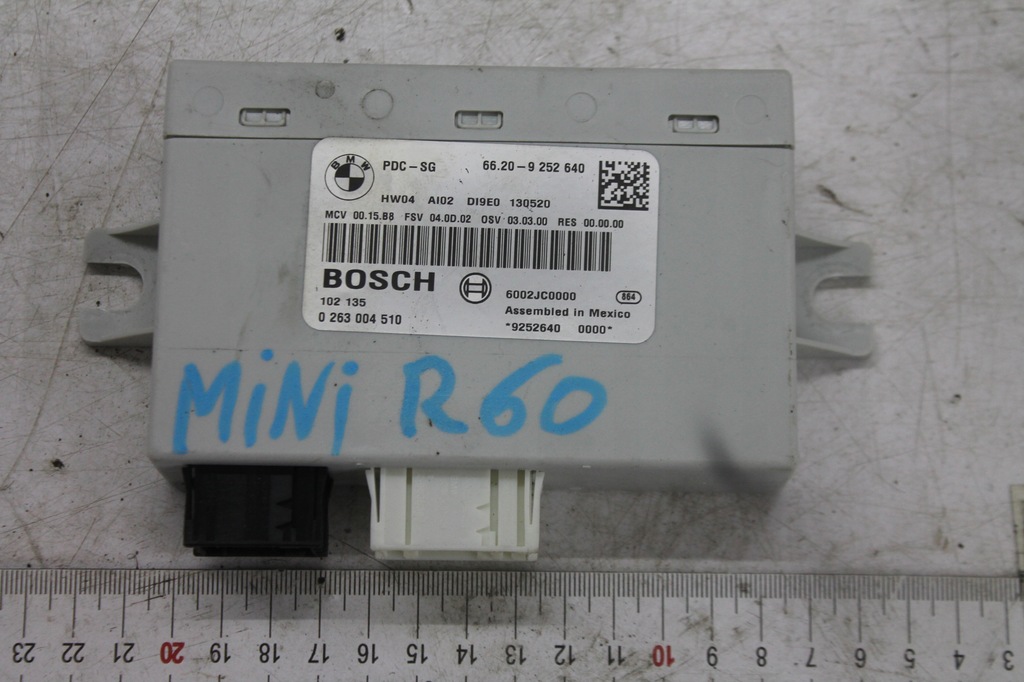 BMW
PDC-SG 66.20-9 252 640
HW04 AI02 DI9E0 130520
MCV 00.15.B8 FSV 04.0D.02 OSV 03.03.00 RES 00.00.00
BOSCH
102 135
0 263 004 510
6002JC0000 864
Assembled in Mexico
*9252640 0000*
MiNi R60
23 22 21 20 19 18 17 16 15 14 13 12 11 10 9 8 7 6 5 4 3